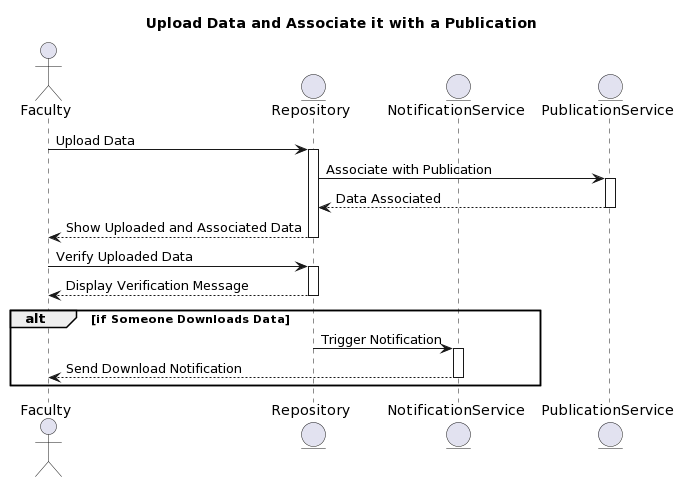 Upload Data and Associate it with a Publication
Faculty Repository NotificationService PublicationService
Upload Data
Associate with Publication
Data Associated
Show Uploaded and Associated Data
Verify Uploaded Data
Display Verification Message
alt [if Someone Downloads Data]
Trigger Notification
Send Download Notification
Faculty Repository NotificationService PublicationService